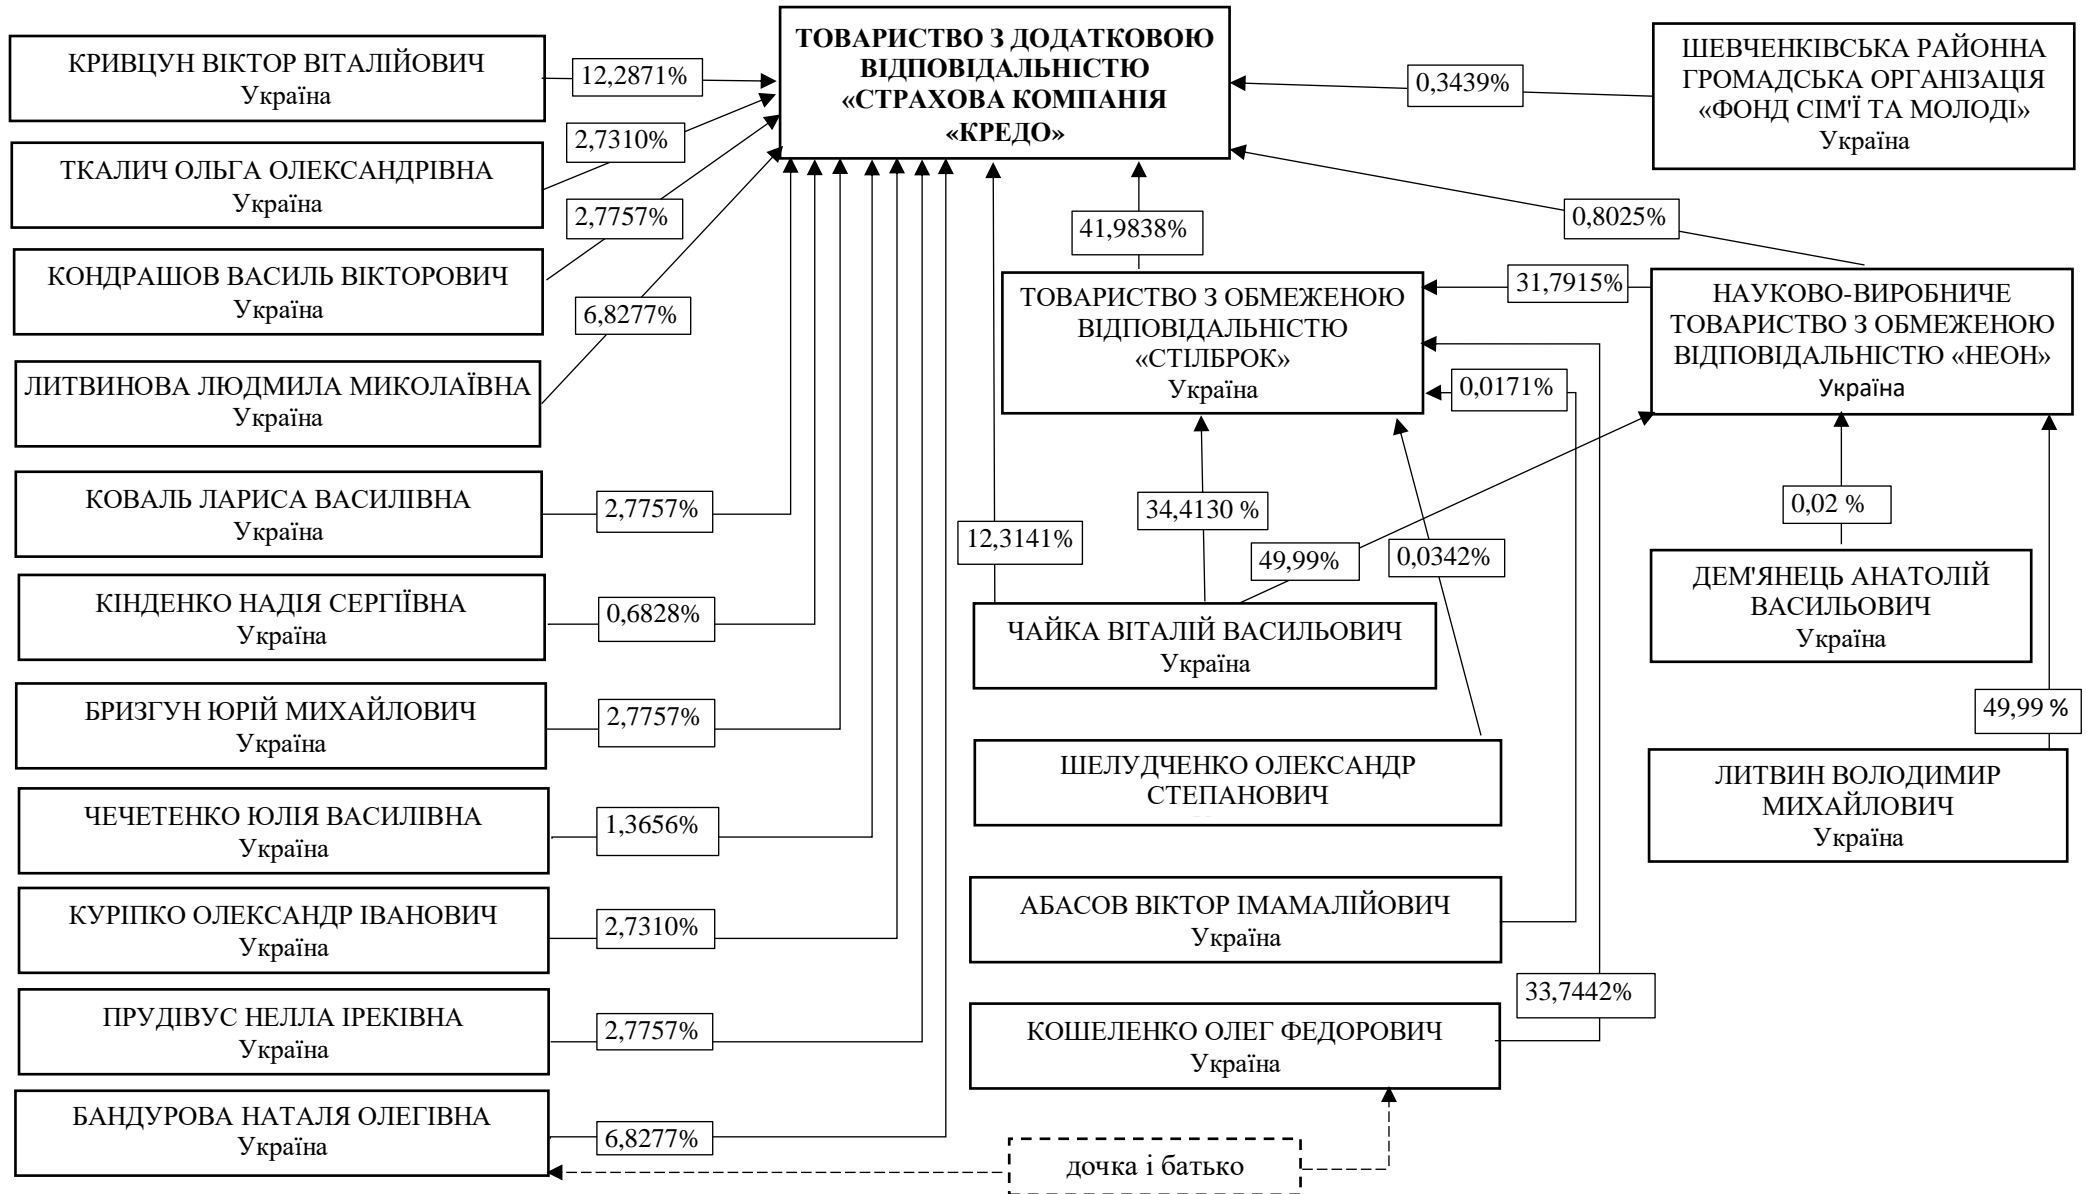 ТОВАРИСТВО З ДОДАТКОВОЮ
ВІДПОВІДАЛЬНІСТЮ
«СТРАХОВА КОМПАНІЯ
«КРЕДО»
КРИВЦУН ВІКТОР ВІТАЛІЙОВИЧ
Україна
12,2871%
ТКАЛИЧ ОЛЬГА ОЛЕКСАНДРІВНА
Україна
2,7310%
КОНДРАШОВ ВАСИЛЬ ВІКТОРОВИЧ
Україна
2,7757%
ЛИТВИНОВА ЛЮДМИЛА МИКОЛАЇВНА
Україна
6,8277%
КОВАЛЬ ЛАРИСА ВАСИЛІВНА
Україна
2,7757%
КІНДЕНКО НАДІЯ СЕРГІЇВНА
Україна
0,6828%
БРИЗГУН ЮРІЙ МИХАЙЛОВИЧ
Україна
2,7757%
ЧЕЧЕТЕНКО ЮЛІЯ ВАСИЛІВНА
Україна
1,3656%
КУРІПКО ОЛЕКСАНДР ІВАНОВИЧ
Україна
2,7310%
ПРУДІВУС НЕЛЛА ІРЕКІВНА
Україна
2,7757%
БАНДУРОВА НАТАЛЯ ОЛЕГІВНА
Україна
6,8277%
ШЕВЧЕНКІВСЬКА РАЙОННА
ГРОМАДСЬКА ОРГАНІЗАЦІЯ
«ФОНД СІМ'Ї ТА МОЛОДІ»
Україна
0,3439%
0,8025%
41,9838%
ТОВАРИСТВО З ОБМЕЖЕНОЮ
ВІДПОВІДАЛЬНІСТЮ
«СТІЛБРОК»
Україна
31,7915%
НАУКОВО-ВИРОБНИЧЕ
ТОВАРИСТВО З ОБМЕЖЕНОЮ
ВІДПОВІДАЛЬНІСТЮ «НЕОН»
Україна
0,0171%
12,3141%
34,4130 %
49,99%
0,0342%
0,02 %
ЧАЙКА ВІТАЛІЙ ВАСИЛЬОВИЧ
Україна
ДЕМ'ЯНЕЦЬ АНАТОЛІЙ
ВАСИЛЬОВИЧ
Україна
49,99 %
ШЕЛУДЧЕНКО ОЛЕКСАНДР
СТЕПАНОВИЧ
ЛИТВИН ВОЛОДИМИР
МИХАЙЛОВИЧ
Україна
АБАСОВ ВІКТОР ІМАМАЛІЙОВИЧ
Україна
33,7442%
КОШЕЛЕНКО ОЛЕГ ФЕДОРОВИЧ
Україна
дочка і батько